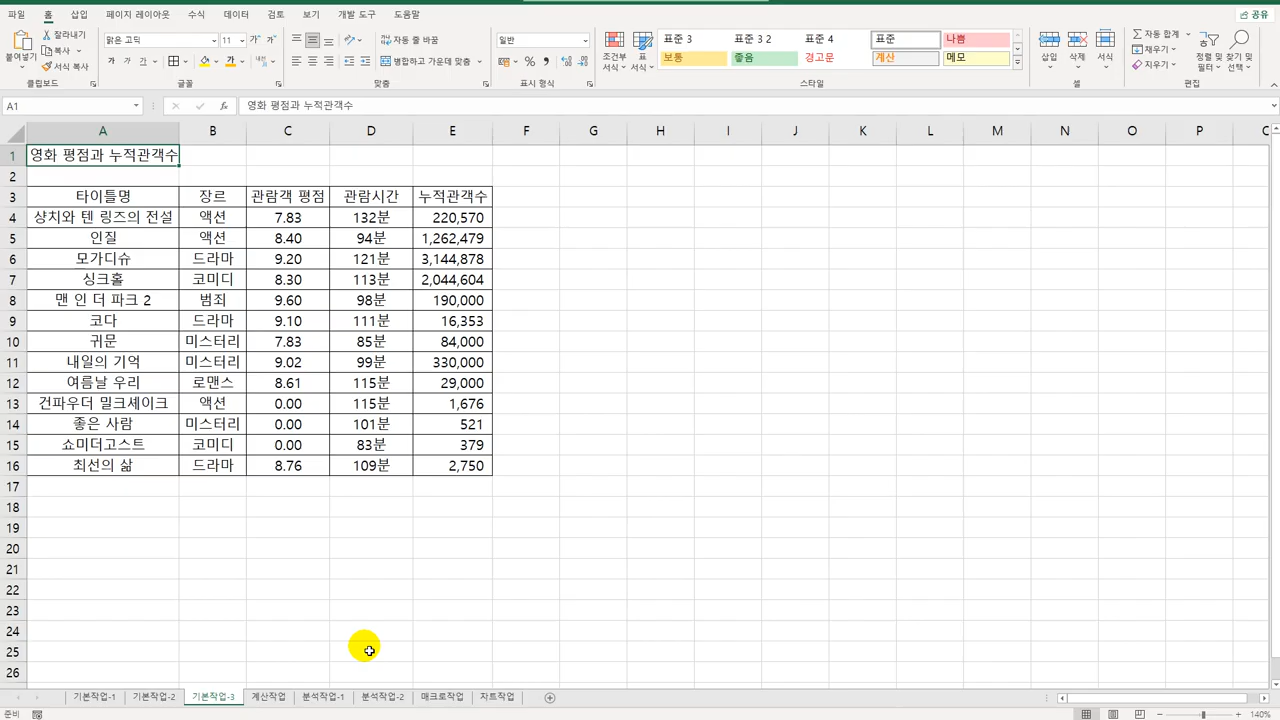 파일 홈 삽입 페이지 레이아웃 수식 데이터 검토 보기 개발 도구 도움말 공유
붙여넣기 잘라내기 복사 서식 복사
맑은 고딕 11 가 가
가 가 가 가
자동 줄 바꿈
병합하고 가운데 맞춤
일반
조건부 서식 표 서식
표준 3 표준 3 2 표준 4 표준 나쁨
보통 좋음 경고문 계산 메모
삽입 삭제 서식
자동 합계 채우기 지우기
정렬 및 필터 찾기 및 선택
클립보드 글꼴 맞춤 표시 형식 스타일 셀 편집
A1 fx 영화 평점과 누적관객수
A B C D E F G H I J K L M N O P
1 영화 평점과 누적관객수
2
3 타이틀명 장르 관람객 평점 관람시간 누적관객수
4 샹치와 텐 링즈의 전설 액션 7.83 132분 220,570
5 인질 액션 8.40 94분 1,262,479
6 모가디슈 드라마 9.20 121분 3,144,878
7 싱크홀 코미디 8.30 113분 2,044,604
8 맨 인 더 파크 2 범죄 9.60 98분 190,000
9 코다 드라마 9.10 111분 16,353
10 귀문 미스터리 7.83 85분 84,000
11 내일의 기억 미스터리 9.02 99분 330,000
12 여름날 우리 로맨스 8.61 115분 29,000
13 건파우더 밀크셰이크 액션 0.00 115분 1,676
14 좋은 사람 미스터리 0.00 101분 521
15 쇼미더고스트 코미디 0.00 83분 379
16 최선의 삶 드라마 8.76 109분 2,750
17
18
19
20
21
22
23
24
25
26
기본작업-1 기본작업-2 기본작업-3 계산작업 분석작업-1 분석작업-2 매크로작업 차트작업
준비 140%